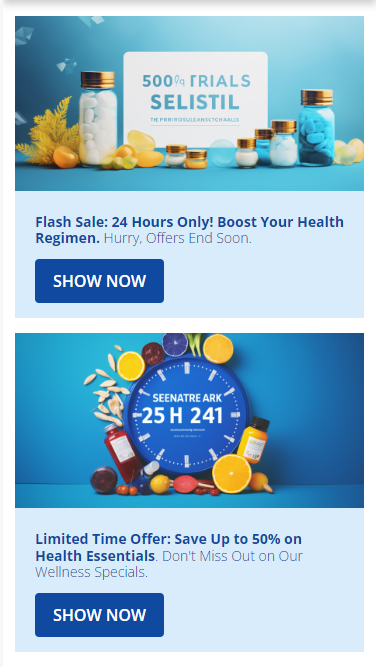 500 TRIALS
SELISTIL
Flash Sale: 24 Hours Only! Boost Your Health
Regimen. Hurry, Offers End Soon.
SHOW NOW
SEENATRE ARK
25 H 241
Limited Time Offer: Save Up to 50% on
Health Essentials. Don't Miss Out on Our
Wellness Specials.
SHOW NOW